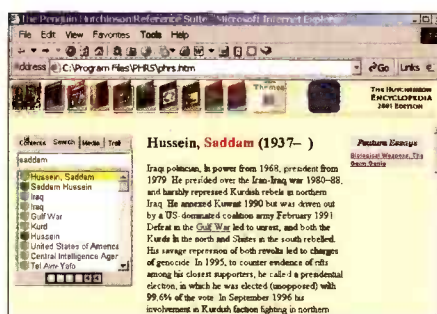 The Penguin Hutchinson Reference Suite - Microsoft Internet Explorer
File Edit View Favorites Tools Help
Address C:\Program Files\PHRS\phrs.htm Go Links
Themes
THE HUTCHINSON
ENCYCLOPEDIA
2001 EDITION
Contents Search Media Trail
saddam
Hussein, Saddam
Saddam Hussein
Iraq
Iraq
Gulf War
Kurd
Hussein
United States of America
Central Intelligence Ager
Tel Aviv-Yafo
Hussein, Saddam (1937– )
Iraqi politician, in power from 1968, president from
1979. He presided over the Iran-Iraq war 1980–88,
and harshly repressed Kurdish rebels in northern
Iraq. He annexed Kuwait 1990 but was driven out
by a US-dominated coalition army February 1991.
Defeat in the Gulf War led to unrest, and both the
Kurds in the north and Shiites in the south rebelled.
His savage repression of both revolts led to charges
of genocide. In 1995, to counter evidence of rifts
among his closest supporters, he called a presidential
election, in which he was elected (unopposed) with
99.6% of the vote. In September 1996 his
involvement in Kurdish faction fighting in northern
Feature Essays
Biological Weapons, The
Germ Genie